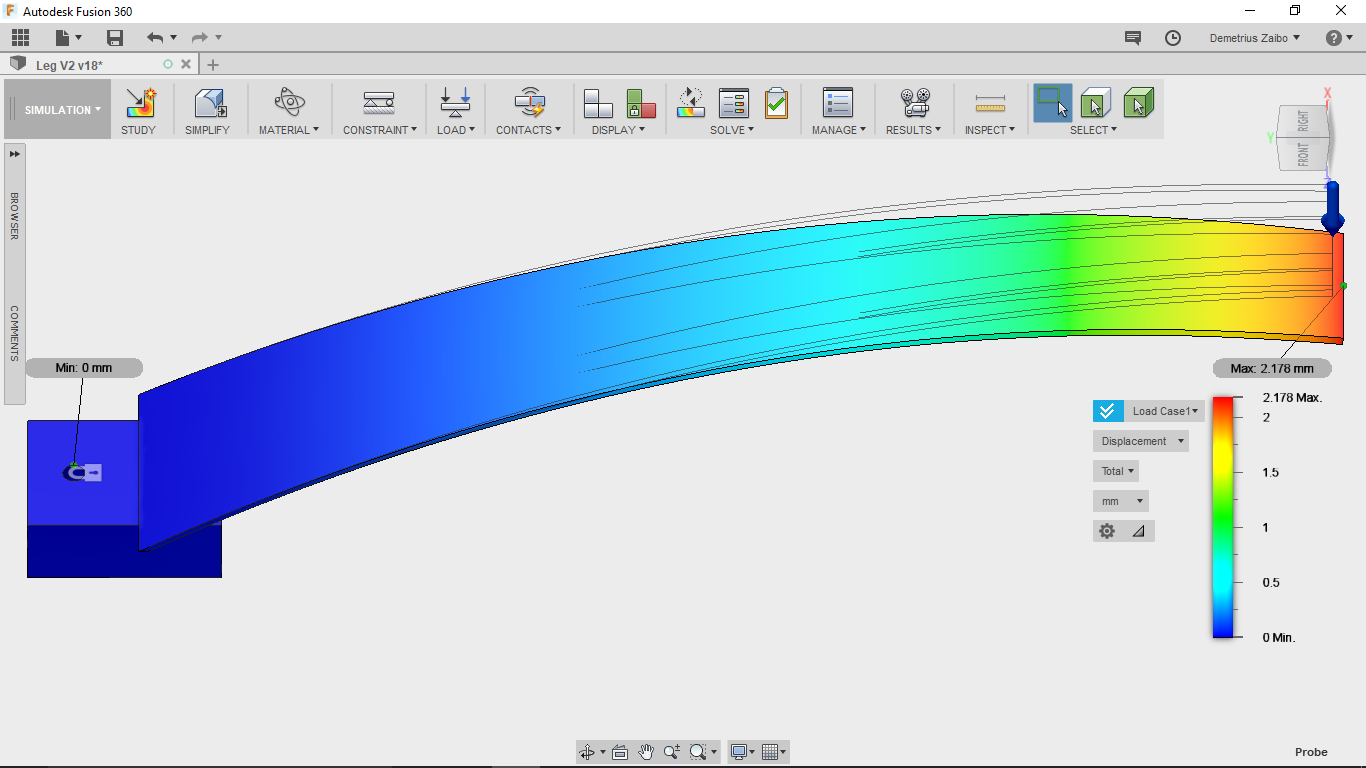 Autodesk Fusion 360
Demetrius Zaibo
Leg V2 v18*
SIMULATION
STUDY
SIMPLIFY
MATERIAL
CONSTRAINT
LOAD
CONTACTS
DISPLAY
SOLVE
MANAGE
RESULTS
INSPECT
SELECT
X
Y
FRONT
RIGHT
BROWSER
COMMENTS
Min: 0 mm
Max: 2.178 mm
Load Case1
Displacement
Total
mm
2.178 Max.
2
1.5
1
0.5
0 Min.
Probe